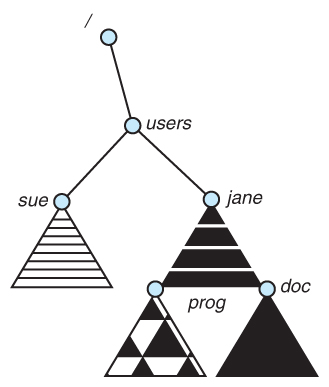 /
users
sue
jane
prog
doc